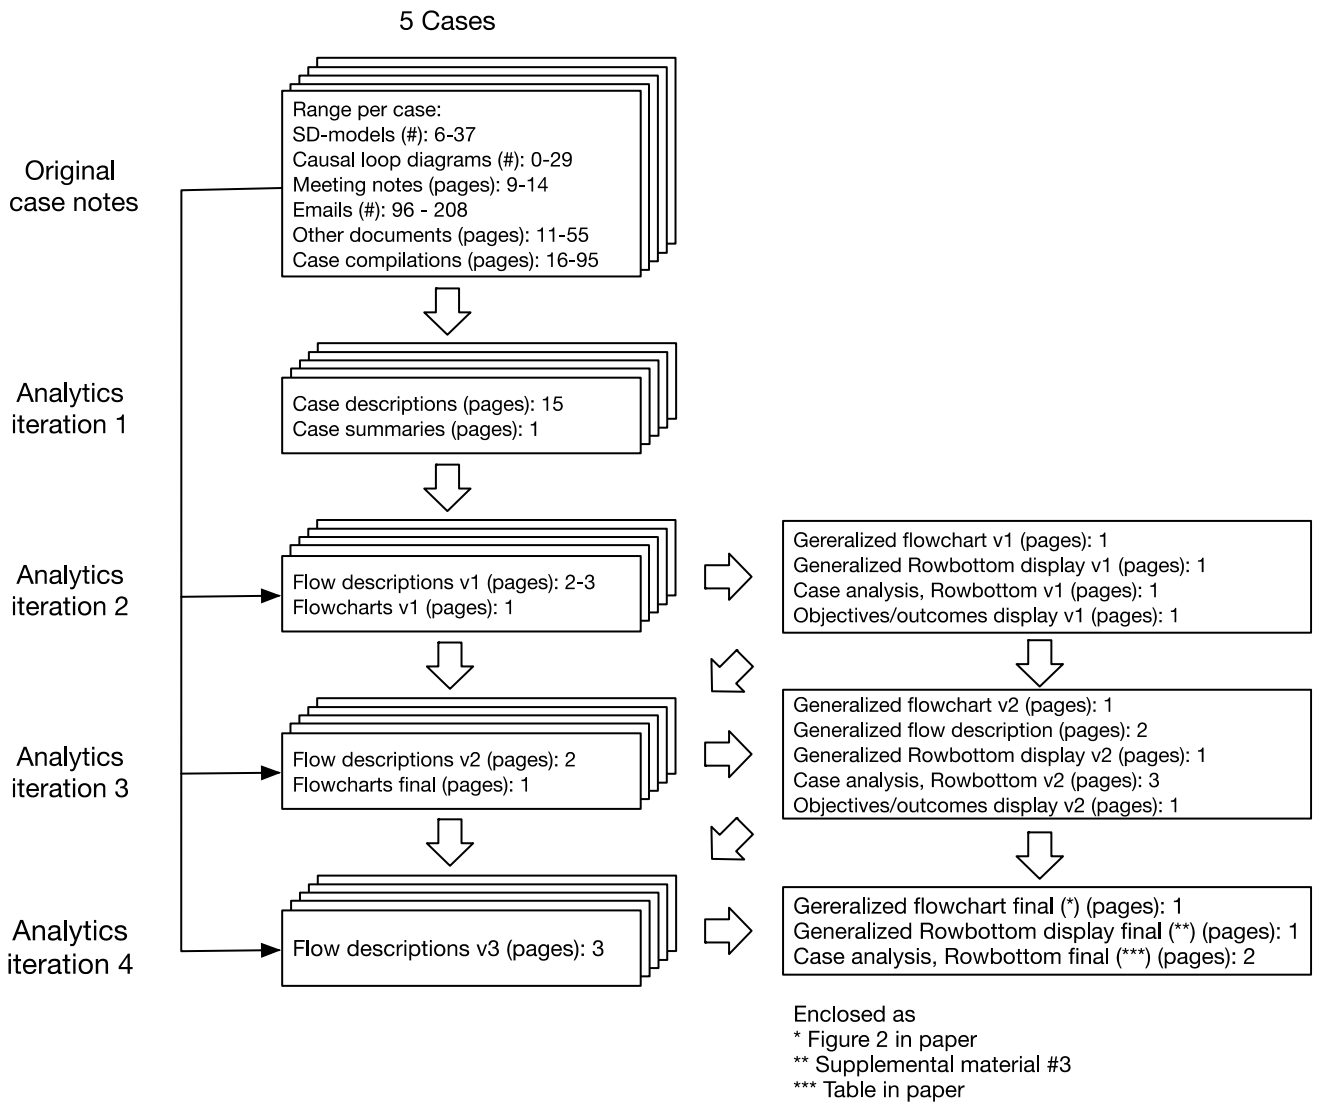 5 Cases
Original
case notes
Range per case:
SD-models (#): 6-37
Causal loop diagrams (#): 0-29
Meeting notes (pages): 9-14
Emails (#): 96 - 208
Other documents (pages): 11-55
Case compilations (pages): 16-95
Analytics
iteration 1
Case descriptions (pages): 15
Case summaries (pages): 1
Analytics
iteration 2
Flow descriptions v1 (pages): 2-3
Flowcharts v1 (pages): 1
Gereralized flowchart v1 (pages): 1
Generalized Rowbottom display v1 (pages): 1
Case analysis, Rowbottom v1 (pages): 1
Objectives/outcomes display v1 (pages): 1
Analytics
iteration 3
Flow descriptions v2 (pages): 2
Flowcharts final (pages): 1
Generalized flowchart v2 (pages): 1
Generalized flow description (pages): 2
Generalized Rowbottom display v2 (pages): 1
Case analysis, Rowbottom v2 (pages): 3
Objectives/outcomes display v2 (pages): 1
Analytics
iteration 4
Flow descriptions v3 (pages): 3
Gereralized flowchart final (*) (pages): 1
Generalized Rowbottom display final (**) (pages): 1
Case analysis, Rowbottom final (***) (pages): 2
Enclosed as
* Figure 2 in paper
** Supplemental material #3
*** Table in paper